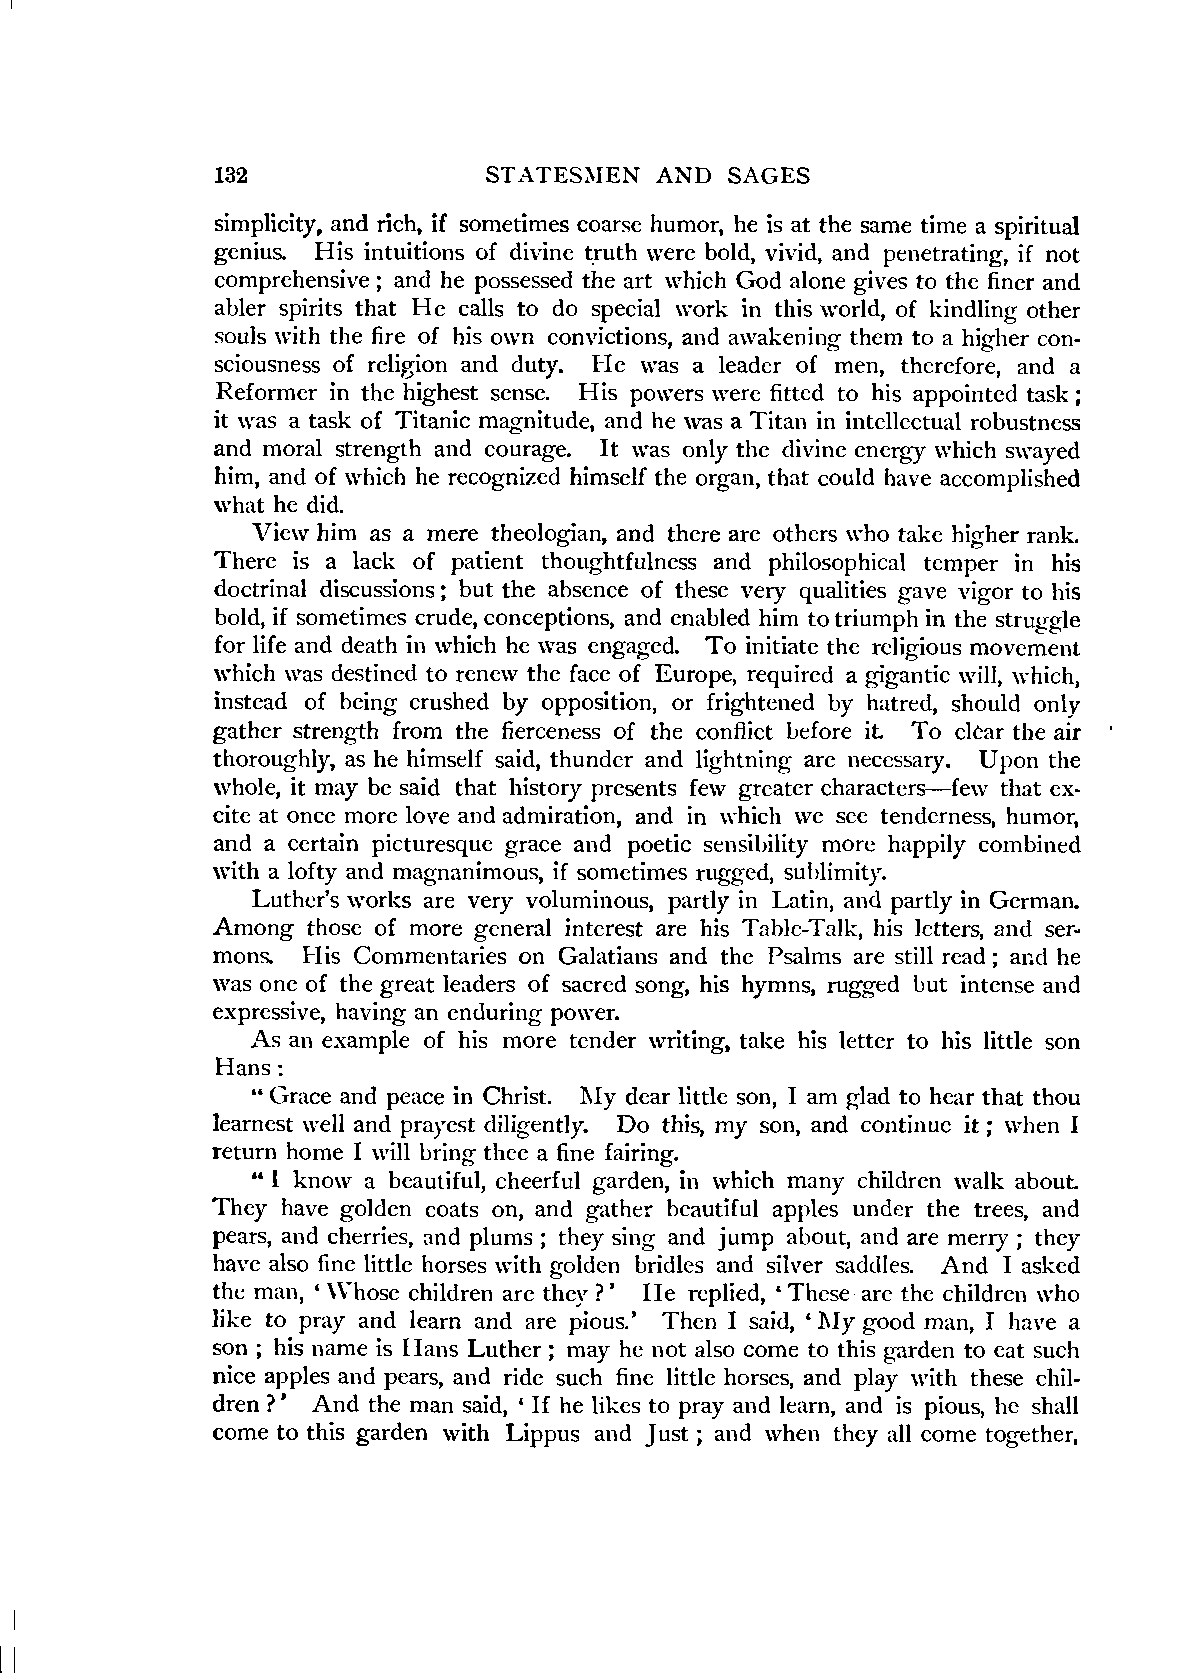 132 STATESMEN AND SAGES
simplicity, and rich, if sometimes coarse humor, he is at the same time a spiritual
genius. His intuitions of divine truth were bold, vivid, and penetrating, if not
comprehensive; and he possessed the art which God alone gives to the finer and
abler spirits that He calls to do special work in this world, of kindling other
souls with the fire of his own convictions, and awakening them to a higher con-
sciousness of religion and duty. He was a leader of men, therefore, and a
Reformer in the highest sense. His powers were fitted to his appointed task;
it was a task of Titanic magnitude, and he was a Titan in intellectual robustness
and moral strength and courage. It was only the divine energy which swayed
him, and of which he recognized himself the organ, that could have accomplished
what he did.
View him as a mere theologian, and there are others who take higher rank.
There is a lack of patient thoughtfulness and philosophical temper in his
doctrinal discussions; but the absence of these very qualities gave vigor to his
bold, if sometimes crude, conceptions, and enabled him to triumph in the struggle
for life and death in which he was engaged. To initiate the religious movement
which was destined to renew the face of Europe, required a gigantic will, which,
instead of being crushed by opposition, or frightened by hatred, should only
gather strength from the fierceness of the conflict before it. To clear the air
thoroughly, as he himself said, thunder and lightning are necessary. Upon the
whole, it may be said that history presents few greater characters—few that ex-
cite at once more love and admiration, and in which we see tenderness, humor,
and a certain picturesque grace and poetic sensibility more happily combined
with a lofty and magnanimous, if sometimes rugged, sublimity.
Luther's works are very voluminous, partly in Latin, and partly in German.
Among those of more general interest are his Table-Talk, his letters, and ser-
mons. His Commentaries on Galatians and the Psalms are still read; and he
was one of the great leaders of sacred song, his hymns, rugged but intense and
expressive, having an enduring power.
As an example of his more tender writing, take his letter to his little son
Hans:
"Grace and peace in Christ. My dear little son, I am glad to hear that thou
learnest well and prayest diligently. Do this, my son, and continue it; when I
return home I will bring thee a fine fairing.
"I know a beautiful, cheerful garden, in which many children walk about.
They have golden coats on, and gather beautiful apples under the trees, and
pears, and cherries, and plums; they sing and jump about, and are merry; they
have also fine little horses with golden bridles and silver saddles. And I asked
the man, 'Whose children are they?' He replied, 'These are the children who
like to pray and learn and are pious.' Then I said, 'My good man, I have a
son; his name is Hans Luther; may he not also come to this garden to eat such
nice apples and pears, and ride such fine little horses, and play with these chil-
dren?' And the man said, 'If he likes to pray and learn, and is pious, he shall
come to this garden with Lippus and Just; and when they all come together,